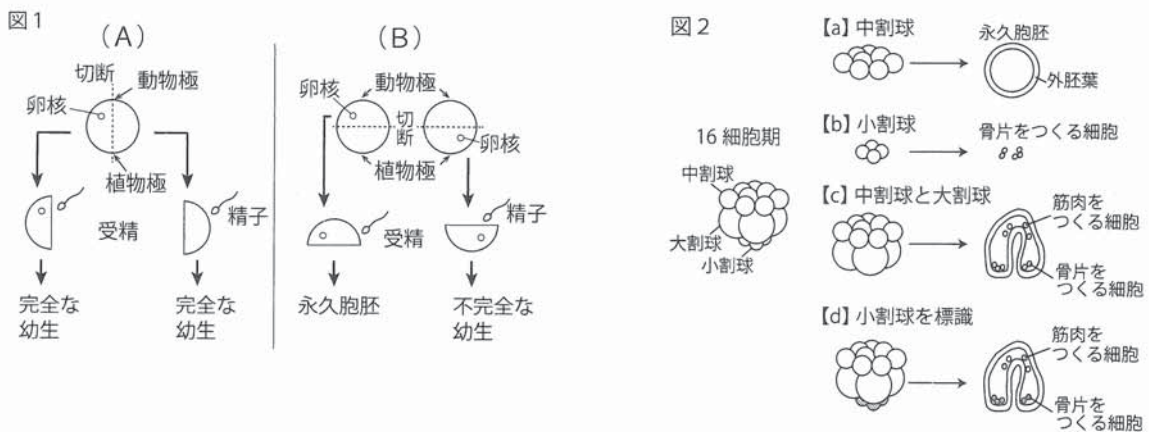 図1
(A)
切断
動物極
卵核
植物極
受精
精子
完全な
幼生
完全な
幼生
(B)
動物極
卵核
切
断
卵核
植物極
受精
精子
永久胞胚
不完全な
幼生
図2
16細胞期
中割球
大割球
小割球
【a】中割球
永久胞胚
外胚葉
【b】小割球
骨片をつくる細胞
【c】中割球と大割球
筋肉を
つくる細胞
骨片を
つくる細胞
【d】小割球を標識
筋肉を
つくる細胞
骨片を
つくる細胞